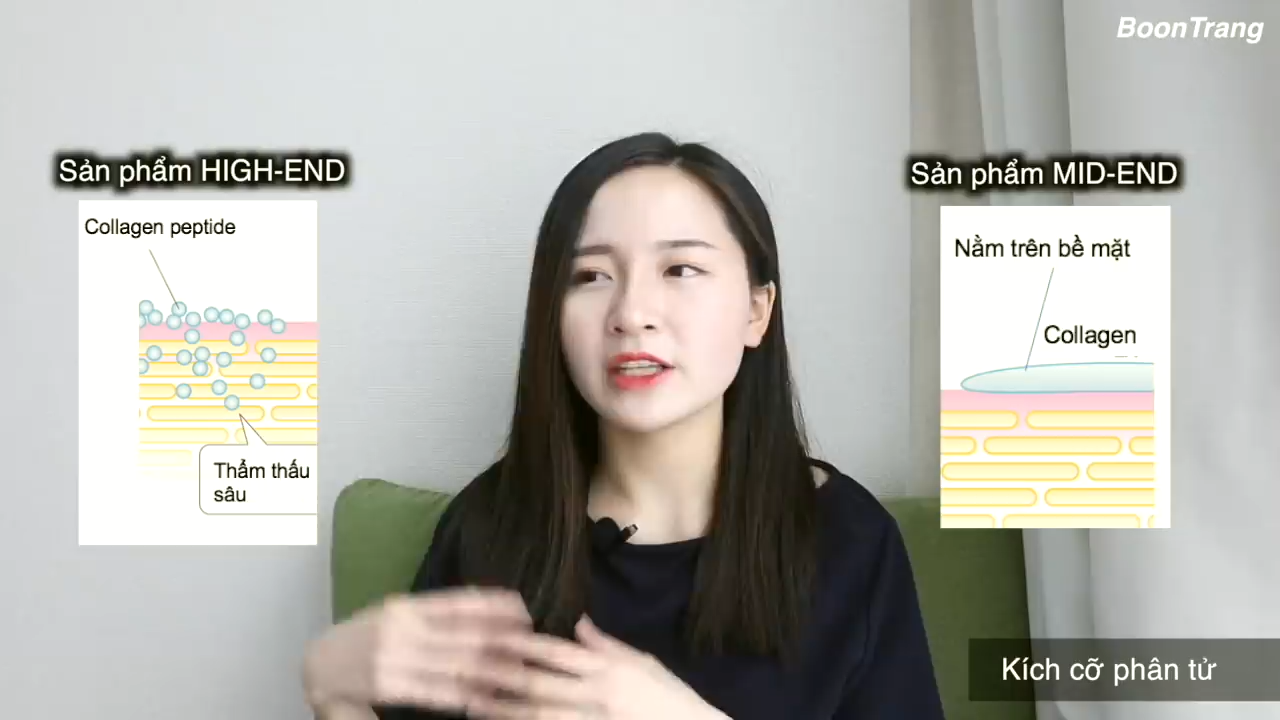 BoonTrang
Sản phẩm HIGH-END
Collagen peptide
Thẩm thấu
sâu
Sản phẩm MID-END
Nằm trên bề mặt
Collagen
Kích cỡ phân tử